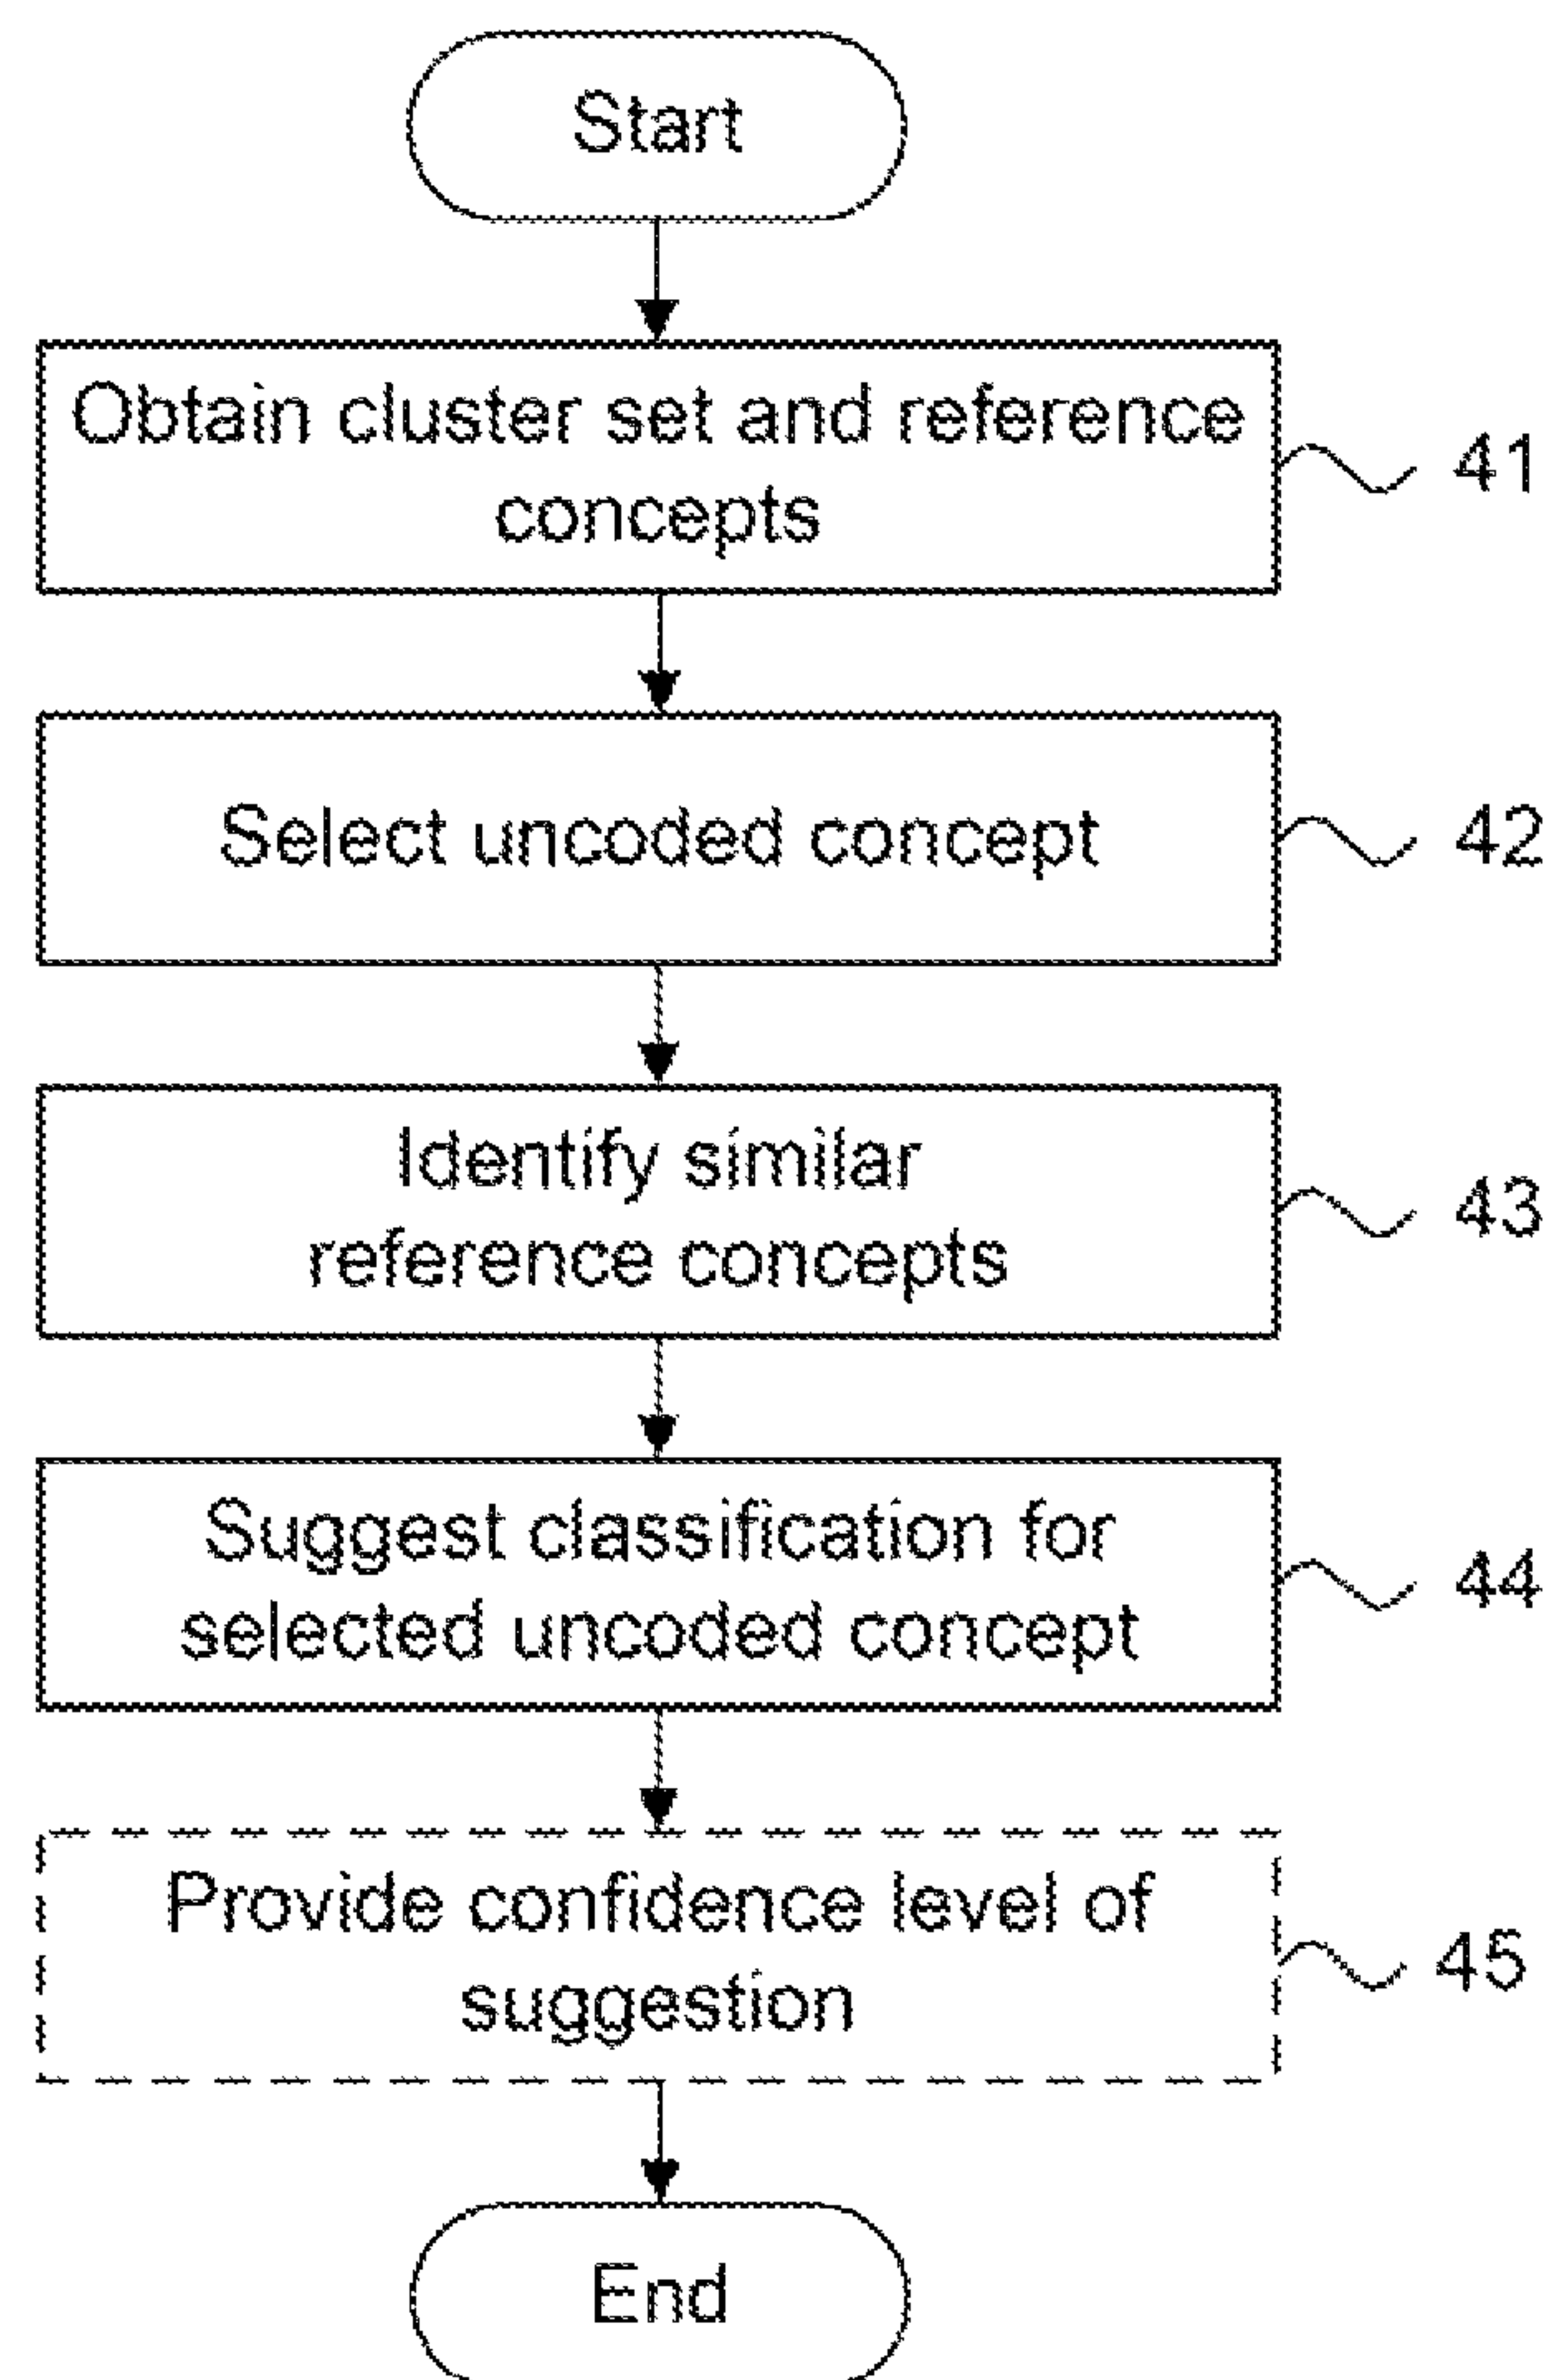 Start
Obtain cluster set and reference
concepts
41
Select uncoded concept
42
Identify similar
reference concepts
43
Suggest classification for
selected uncoded concept
44
Provide confidence level of
suggestion
45
End